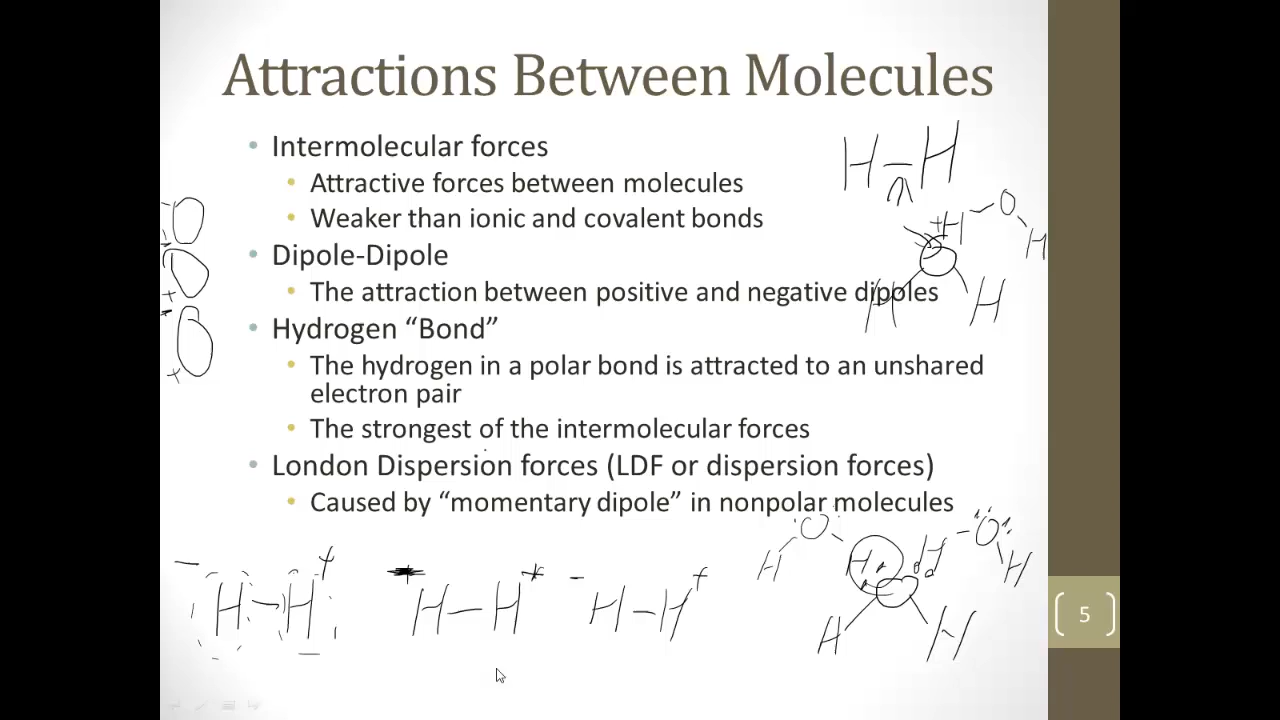 Attractions Between Molecules
• Intermolecular forces
• Attractive forces between molecules
• Weaker than ionic and covalent bonds
• Dipole-Dipole
• The attraction between positive and negative dipoles
• Hydrogen “Bond”
• The hydrogen in a polar bond is attracted to an unshared
electron pair
• The strongest of the intermolecular forces
• London Dispersion forces (LDF or dispersion forces)
• Caused by “momentary dipole” in nonpolar molecules
H–H
+H
O
H
H
H
- +
H–H
+
H–H
- +
H–H
O
H
H
H
O
H
H
H
5